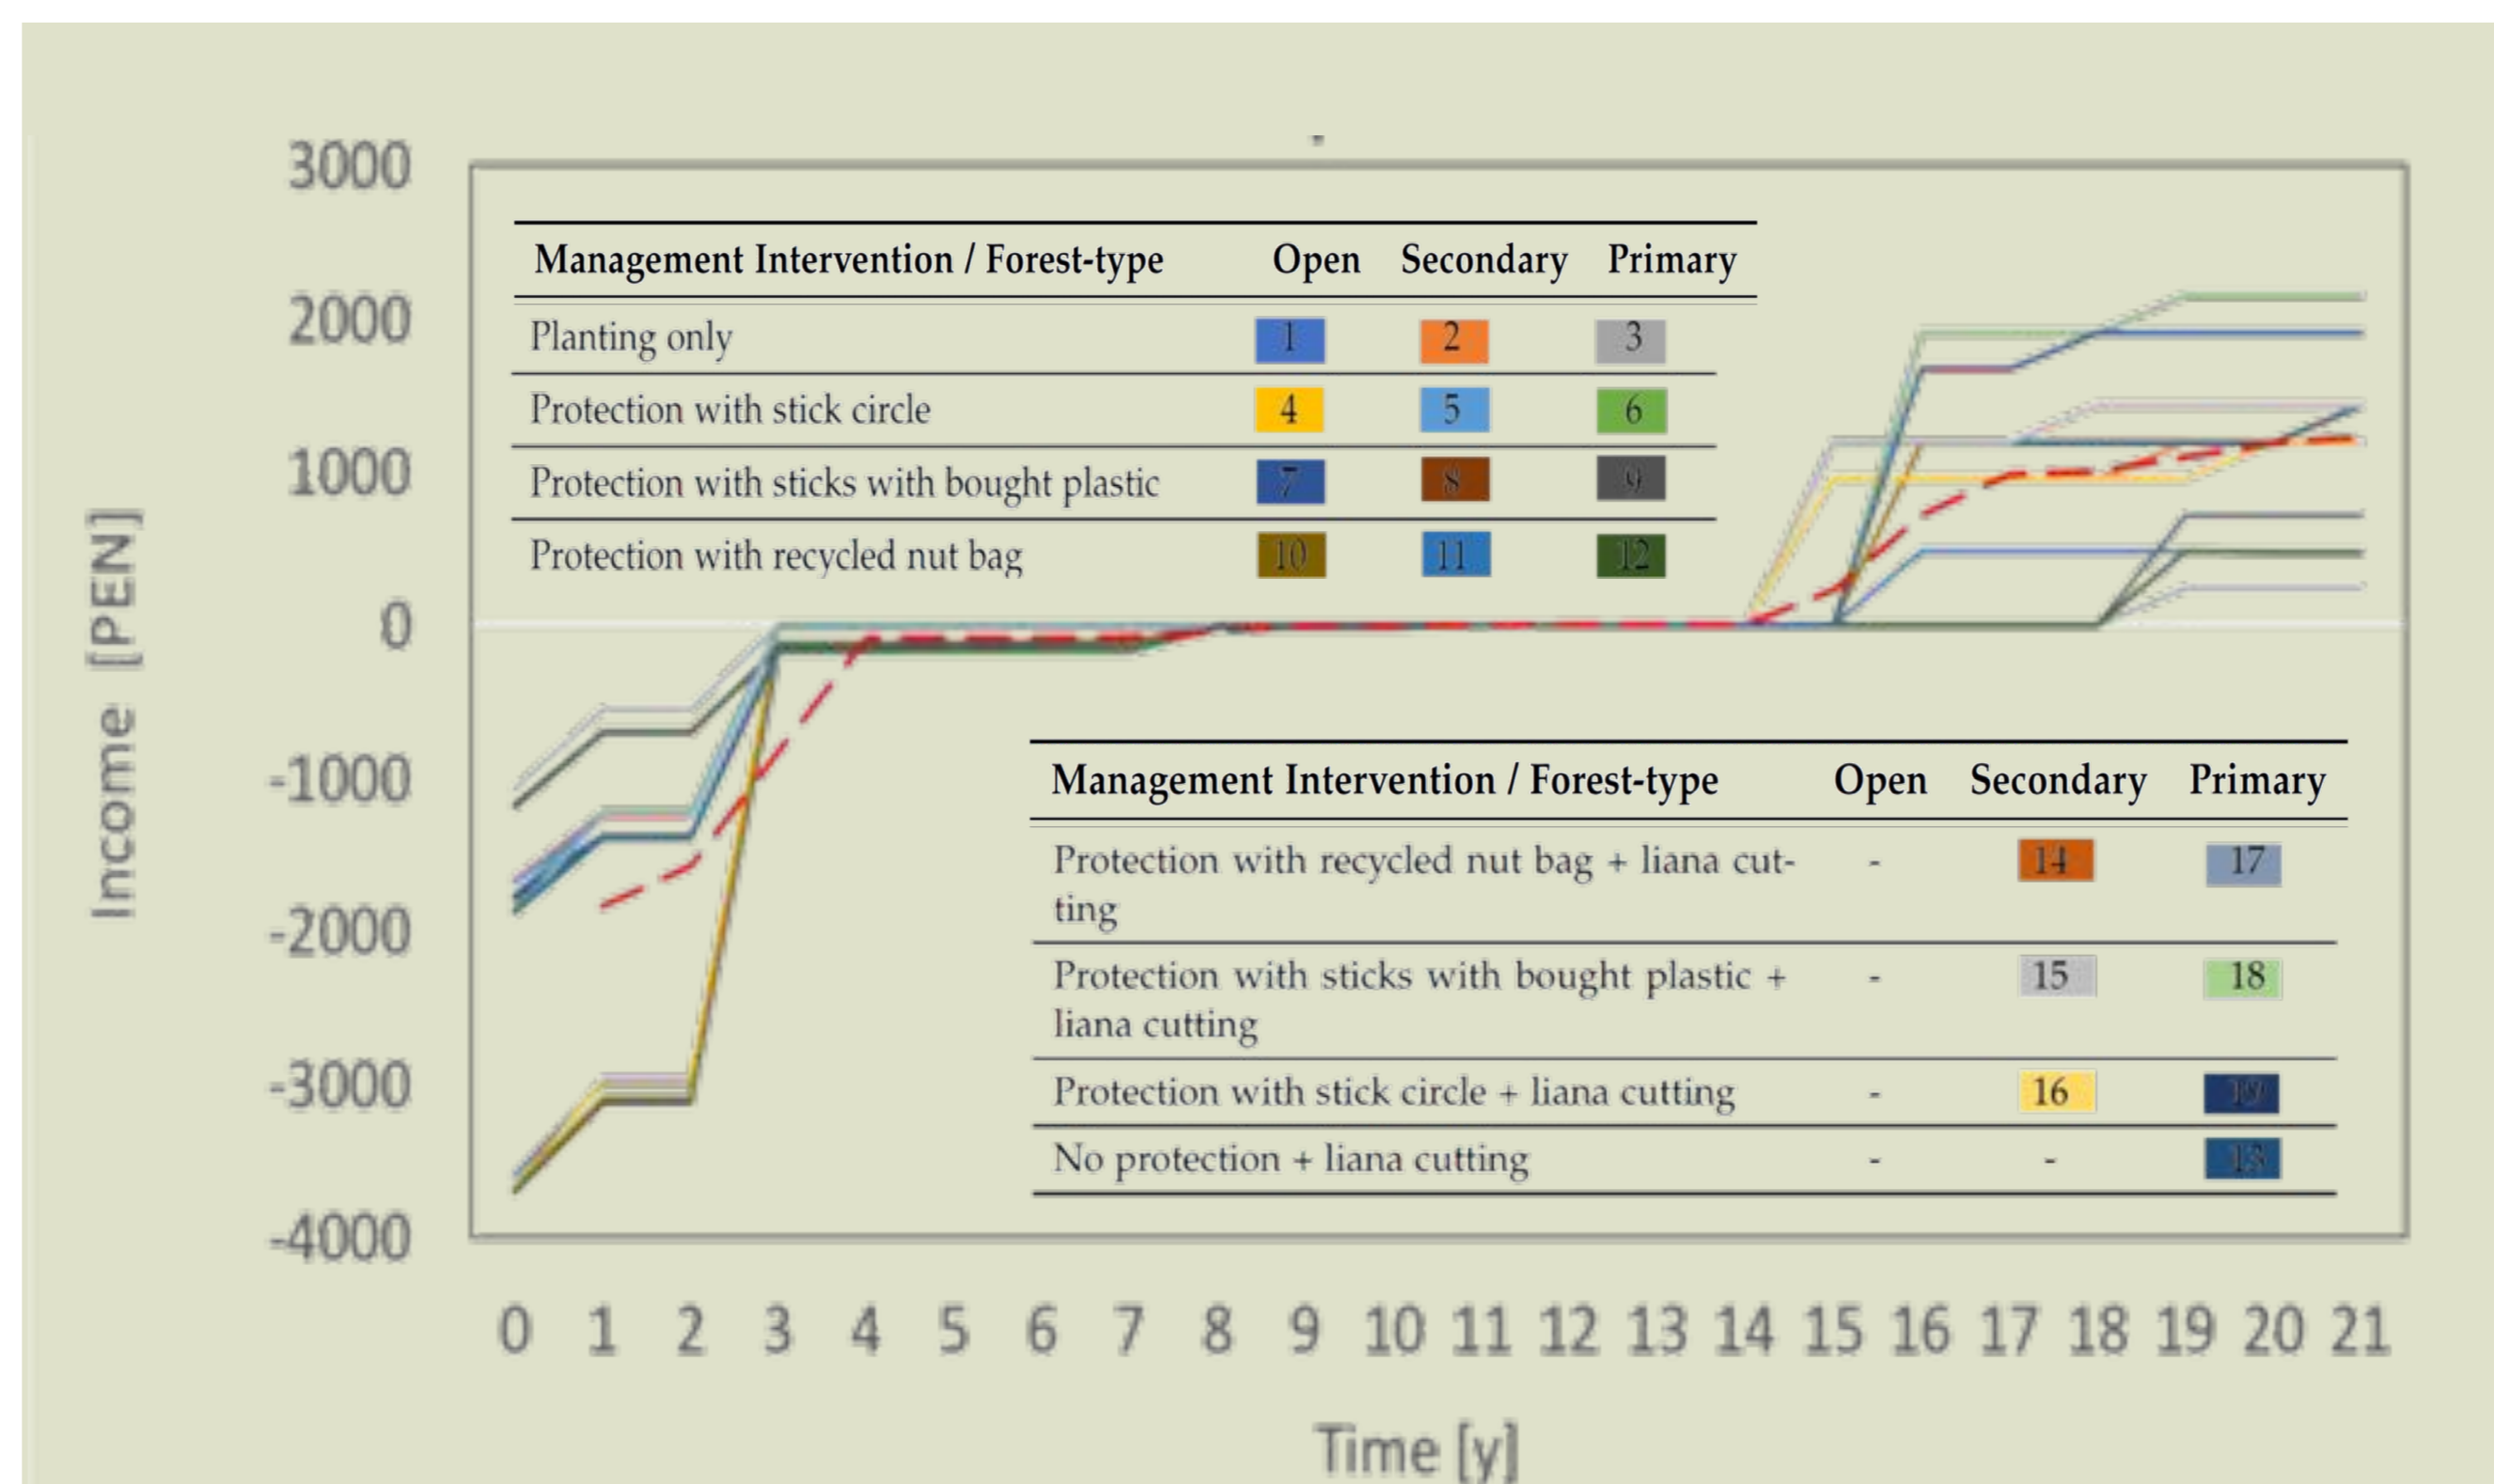 3000
2000
1000
0
-1000
-2000
-3000
-4000
Income [PEN]
Management Intervention / Forest-type Open Secondary Primary
Planting only 1 2 3
Protection with stick circle 4 5 6
Protection with sticks with bought plastic 7 8 9
Protection with recycled nut bag 10 11 12
Management Intervention / Forest-type Open Secondary Primary
Protection with recycled nut bag + liana cut- - 14 17
ting
Protection with sticks with bought plastic + - 15 18
liana cutting
Protection with stick circle + liana cutting - 16 19
No protection + liana cutting - - 13
0 1 2 3 4 5 6 7 8 9 10 11 12 13 14 15 16 17 18 19 20 21
Time [y]